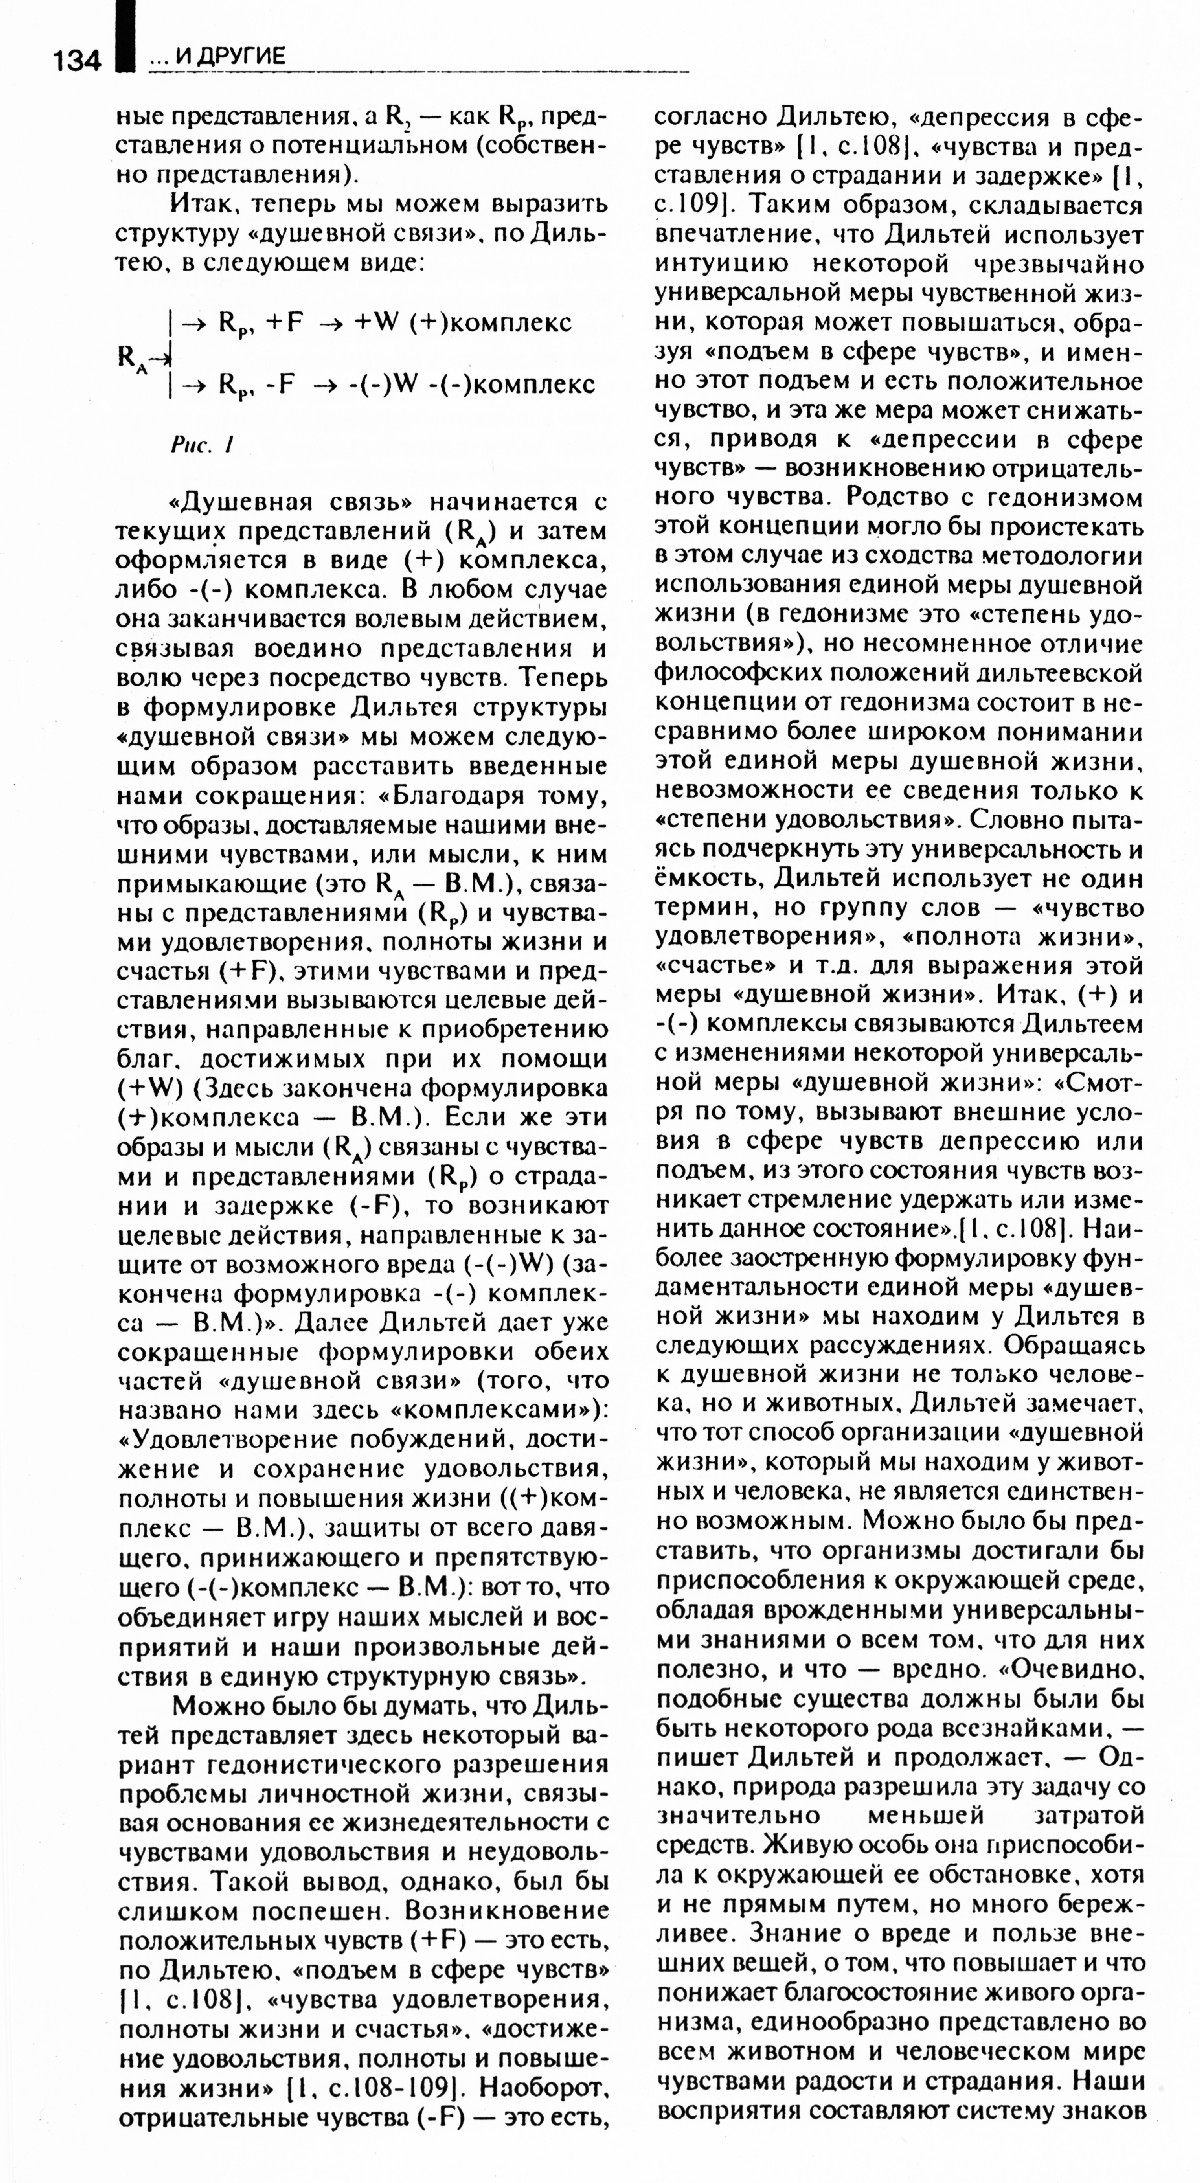 134
... И ДРУГИЕ
ные представления, а R₂ — как Rₚ, пред-
ставления о потенциальном (собствен-
но представления).
Итак, теперь мы можем выразить
структуру «душевной связи», по Диль-
тею, в следующем виде:
|→ Rₚ, +F → +W (+)комплекс
R_А→|
|→ Rₚ, -F → -(-)W -(-)комплекс
Рис. 1
«Душевная связь» начинается с
текущих представлений (R_А) и затем
оформляется в виде (+) комплекса,
либо -(-) комплекса. В любом случае
она заканчивается волевым действием,
связывая воедино представления и
волю через посредство чувств. Теперь
в формулировке Дильтея структуры
«душевной связи» мы можем следую-
щим образом расставить введенные
нами сокращения: «Благодаря тому,
что образы, доставляемые нашими вне-
шними чувствами, или мысли, к ним
примыкающие (это R_А — В.М.), связа-
ны с представлениями (Rₚ) и чувства-
ми удовлетворения, полноты жизни и
счастья (+F), этими чувствами и пред-
ставлениями вызываются целевые дей-
ствия, направленные к приобретению
благ, достижимых при их помощи
(+W) (Здесь закончена формулировка
(+)комплекса — В.М.). Если же эти
образы и мысли (R_А) связаны с чувства-
ми и представлениями (Rₚ) о страда-
нии и задержке (-F), то возникают
целевые действия, направленные к за-
щите от возможного вреда (-(-)W) (за-
кончена формулировка -(-) комплек-
са — В.М.)». Далее Дильтей дает уже
сокращенные формулировки обеих
частей «душевной связи» (того, что
названо нами здесь «комплексами»):
«Удовлетворение побуждений, дости-
жение и сохранение удовольствия,
полноты и повышения жизни ((+)ком-
плекс — В.М.), защиты от всего давя-
щего, принижающего и препятствую-
щего (-(-)комплекс — В.М.): вот то, что
объединяет игру наших мыслей и вос-
приятий и наши произвольные дей-
ствия в единую структурную связь».
Можно было бы думать, что Диль-
тей представляет здесь некоторый ва-
риант гедонистического разрешения
проблемы личностной жизни, связы-
вая основания ее жизнедеятельности с
чувствами удовольствия и неудоволь-
ствия. Такой вывод, однако, был бы
слишком поспешен. Возникновение
положительных чувств (+F) — это есть,
по Дильтею, «подъем в сфере чувств»
[1, с.108], «чувства удовлетворения,
полноты жизни и счастья», «достиже-
ние удовольствия, полноты и повыше-
ния жизни» [1, с.108-109]. Наоборот,
отрицательные чувства (-F) — это есть,
согласно Дильтею, «депрессия в сфе-
ре чувств» [1, с.108], «чувства и пред-
ставления о страдании и задержке» [1,
с.109]. Таким образом, складывается
впечатление, что Дильтей использует
интуицию некоторой чрезвычайно
универсальной меры чувственной жиз-
ни, которая может повышаться, обра-
зуя «подъем в сфере чувств», и имен-
но этот подъем и есть положительное
чувство, и эта же мера может снижать-
ся, приводя к «депрессии в сфере
чувств» — возникновению отрицатель-
ного чувства. Родство с гедонизмом
этой концепции могло бы проистекать
в этом случае из сходства методологии
использования единой меры душевной
жизни (в гедонизме это «степень удо-
вольствия»), но несомненное отличие
философских положений дильтеевской
концепции от гедонизма состоит в не-
сравнимо более широком понимании
этой единой меры душевной жизни,
невозможности ее сведения только к
«степени удовольствия». Словно пыта-
ясь подчеркнуть эту универсальность и
ёмкость, Дильтей использует не один
термин, но группу слов — «чувство
удовлетворения», «полнота жизни»,
«счастье» и т.д. для выражения этой
меры «душевной жизни». Итак, (+) и
-(-) комплексы связываются Дильтеем
с изменениями некоторой универсаль-
ной меры «душевной жизни»: «Смот-
ря по тому, вызывают внешние усло-
вия в сфере чувств депрессию или
подъем, из этого состояния чувств воз-
никает стремление удержать или изме-
нить данное состояние».[1, с.108]. Наи-
более заостренную формулировку фун-
даментальности единой меры «душев-
ной жизни» мы находим у Дильтея в
следующих рассуждениях. Обращаясь
к душевной жизни не только челове-
ка, но и животных, Дильтей замечает,
что тот способ организации «душевной
жизни», который мы находим у живот-
ных и человека, не является единствен-
но возможным. Можно было бы пред-
ставить, что организмы достигали бы
приспособления к окружающей среде,
обладая врожденными универсальны-
ми знаниями о всем том, что для них
полезно, и что — вредно. «Очевидно,
подобные существа должны были бы
быть некоторого рода всезнайками, —
пишет Дильтей и продолжает, — Од-
нако, природа разрешила эту задачу со
значительно меньшей затратой
средств. Живую особь она приспособи-
ла к окружающей ее обстановке, хотя
и не прямым путем, но много береж-
ливее. Знание о вреде и пользе вне-
шних вещей, о том, что повышает и что
понижает благосостояние живого орга-
низма, единообразно представлено во
всем животном и человеческом мире
чувствами радости и страдания. Наши
восприятия составляют систему знаков